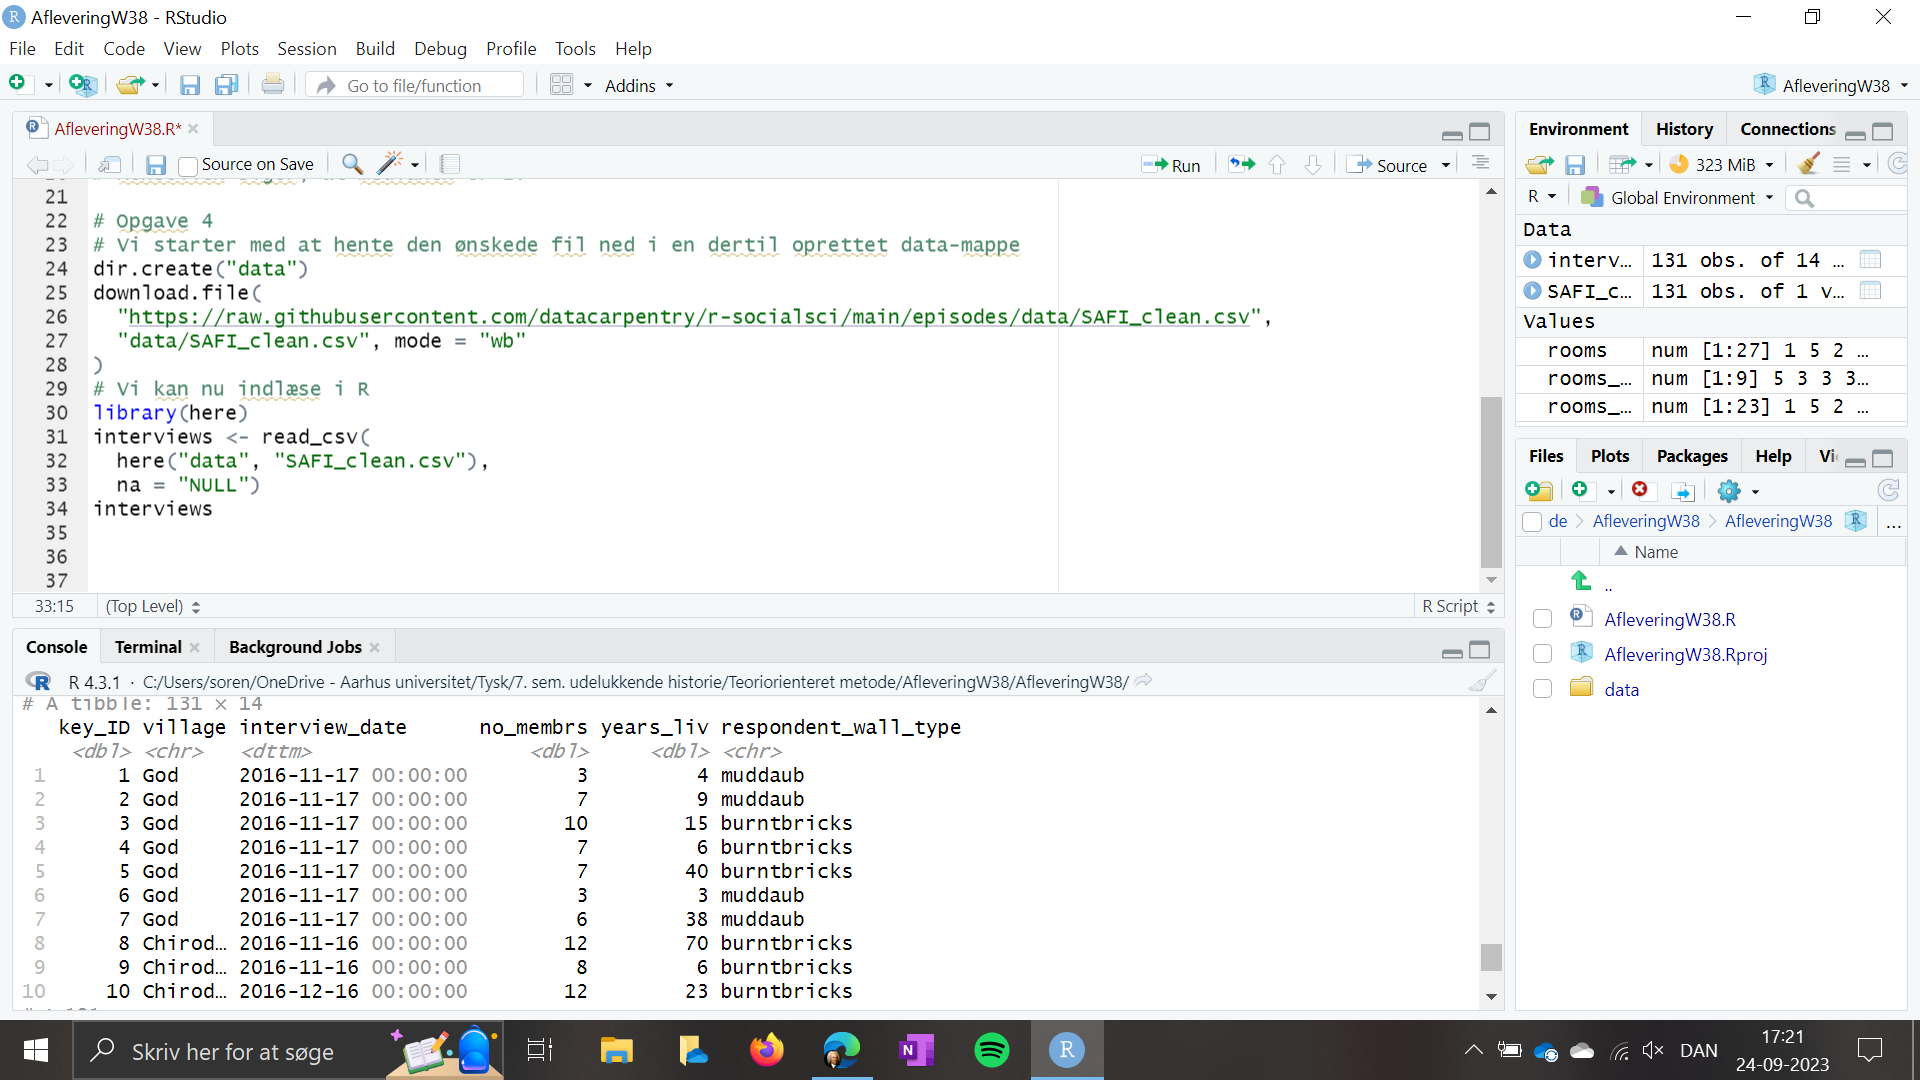 AfleveringW38 - RStudio
File Edit Code View Plots Session Build Debug Profile Tools Help
Go to file/function Addins AfleveringW38
AfleveringW38.R*
Source on Save Run Source
21
22 # Opgave 4
23 # Vi starter med at hente den ønskede fil ned i en dertil oprettet data-mappe
24 dir.create("data")
25 download.file(
26 "https://raw.githubusercontent.com/datacarpentry/r-socialsci/main/episodes/data/SAFI_clean.csv",
27 "data/SAFI_clean.csv", mode = "wb"
28 )
29 # Vi kan nu indlæse i R
30 library(here)
31 interviews <- read_csv(
32 here("data", "SAFI_clean.csv"),
33 na = "NULL")
34 interviews
35
36
37
33:15 (Top Level) R Script
Console Terminal Background Jobs
R 4.3.1 · C:/Users/soren/OneDrive - Aarhus universitet/Tysk/7. sem. udelukkende historie/Teoriorienteret metode/AfleveringW38/AfleveringW38/
# A tibble: 131 × 14
key_ID village interview_date no_membrs years_liv respondent_wall_type
<dbl> <chr> <dttm> <dbl> <dbl> <chr>
1 1 God 2016-11-17 00:00:00 3 4 muddaub
2 2 God 2016-11-17 00:00:00 7 9 muddaub
3 3 God 2016-11-17 00:00:00 10 15 burntbricks
4 4 God 2016-11-17 00:00:00 7 6 burntbricks
5 5 God 2016-11-17 00:00:00 7 40 burntbricks
6 6 God 2016-11-17 00:00:00 3 3 muddaub
7 7 God 2016-11-17 00:00:00 6 38 muddaub
8 8 Chirod… 2016-11-16 00:00:00 12 70 burntbricks
9 9 Chirod… 2016-11-16 00:00:00 8 6 burntbricks
10 10 Chirod… 2016-12-16 00:00:00 12 23 burntbricks
Environment History Connections
323 MiB
R Global Environment
Data
interv… 131 obs. of 14 …
SAFI_c… 131 obs. of 1 v…
Values
rooms num [1:27] 1 5 2 …
rooms_… num [1:9] 5 3 3 3…
rooms_… num [1:23] 1 5 2 …
Files Plots Packages Help Vi
de AfleveringW38 AfleveringW38 ...
Name
..
AfleveringW38.R
AfleveringW38.Rproj
data
Skriv her for at søge
DAN
17:21
24-09-2023